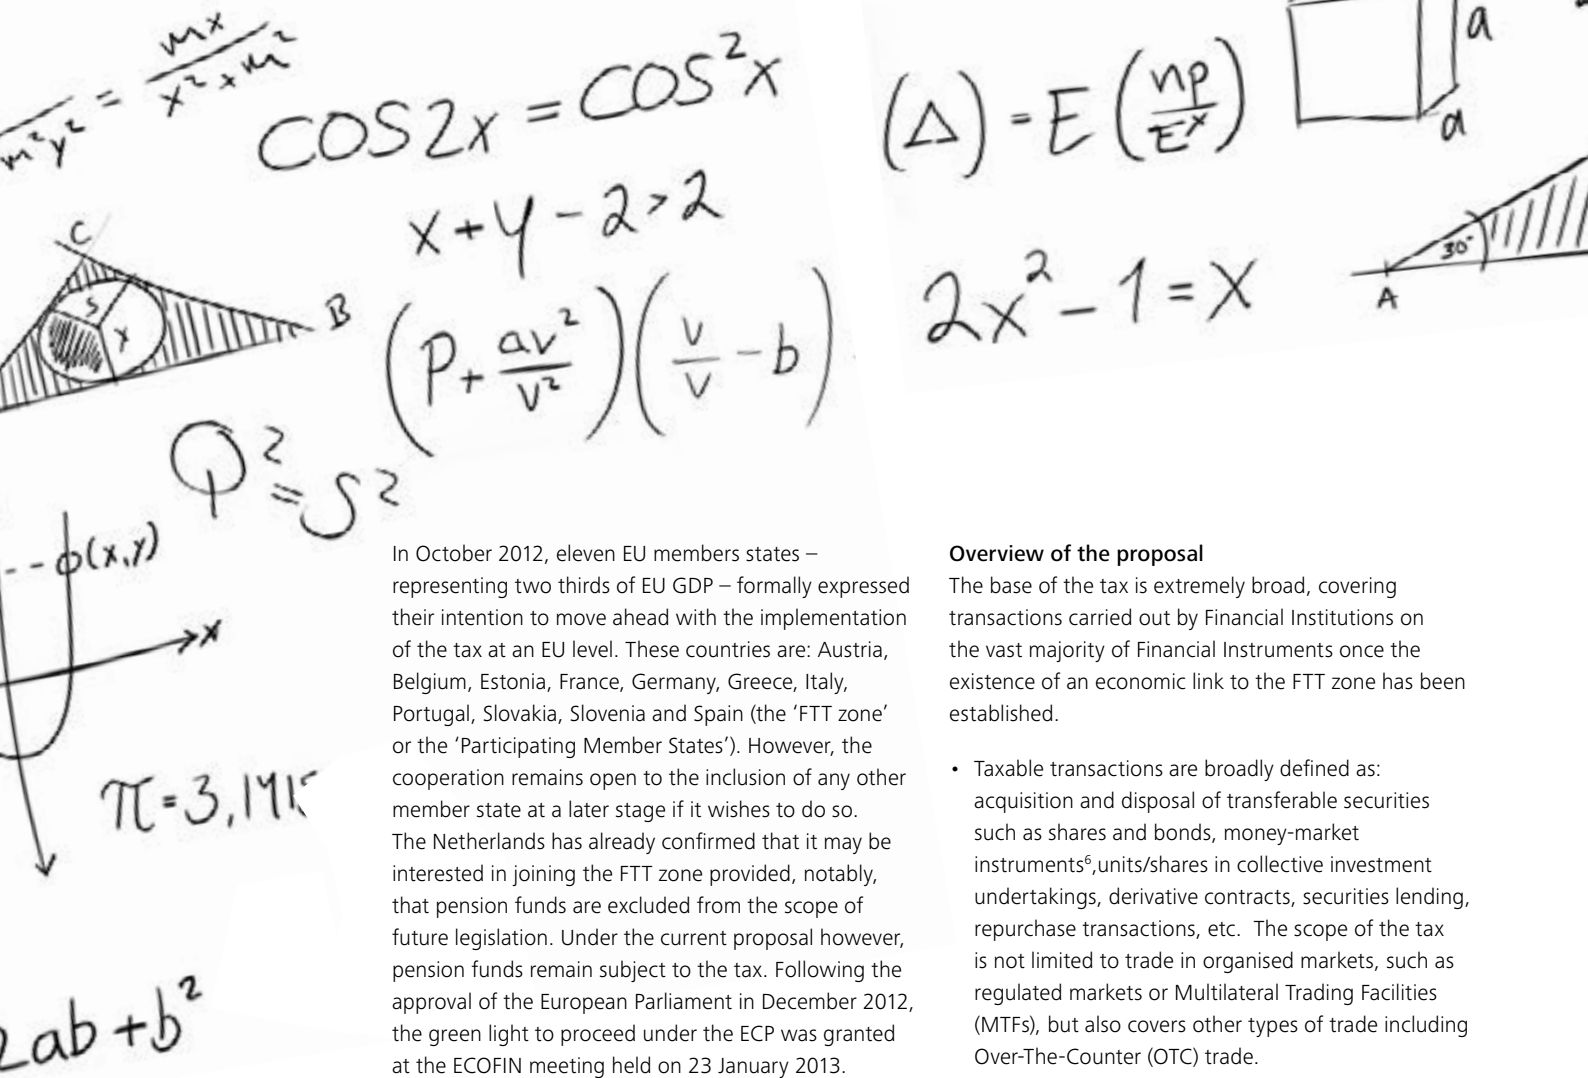 mx
m²y² = x² + m²
COS2x = COS²x
x + y - 2 > 2
(P + av²/v²)(v/v - b)
C
S
x
B
Q² = S²
(Δ) = E(np/Eˣ)
a
a
2x² - 1 = X
30°
A
--φ(x,y)
x
π = 3,1415
2ab + b²
In October 2012, eleven EU members states –
representing two thirds of EU GDP – formally expressed
their intention to move ahead with the implementation
of the tax at an EU level. These countries are: Austria,
Belgium, Estonia, France, Germany, Greece, Italy,
Portugal, Slovakia, Slovenia and Spain (the ‘FTT zone’
or the ‘Participating Member States’). However, the
cooperation remains open to the inclusion of any other
member state at a later stage if it wishes to do so.
The Netherlands has already confirmed that it may be
interested in joining the FTT zone provided, notably,
that pension funds are excluded from the scope of
future legislation. Under the current proposal however,
pension funds remain subject to the tax. Following the
approval of the European Parliament in December 2012,
the green light to proceed under the ECP was granted
at the ECOFIN meeting held on 23 January 2013.
Overview of the proposal
The base of the tax is extremely broad, covering
transactions carried out by Financial Institutions on
the vast majority of Financial Instruments once the
existence of an economic link to the FTT zone has been
established.
• Taxable transactions are broadly defined as:
acquisition and disposal of transferable securities
such as shares and bonds, money-market
instruments⁶,units/shares in collective investment
undertakings, derivative contracts, securities lending,
repurchase transactions, etc.  The scope of the tax
is not limited to trade in organised markets, such as
regulated markets or Multilateral Trading Facilities
(MTFs), but also covers other types of trade including
Over-The-Counter (OTC) trade.